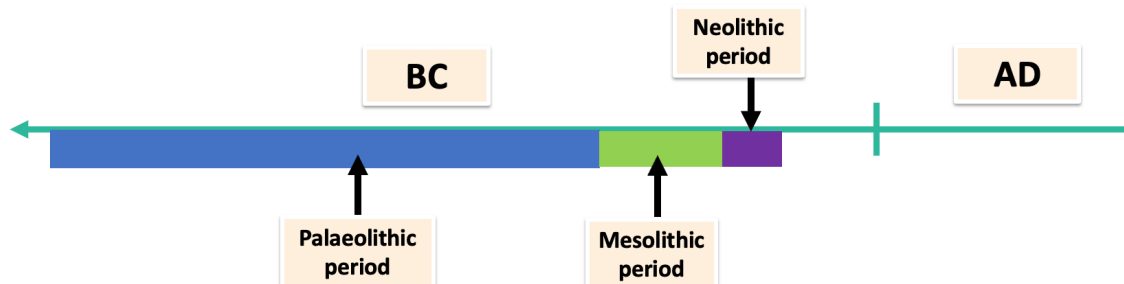 Neolithic
period
BC
AD
Palaeolithic
period
Mesolithic
period